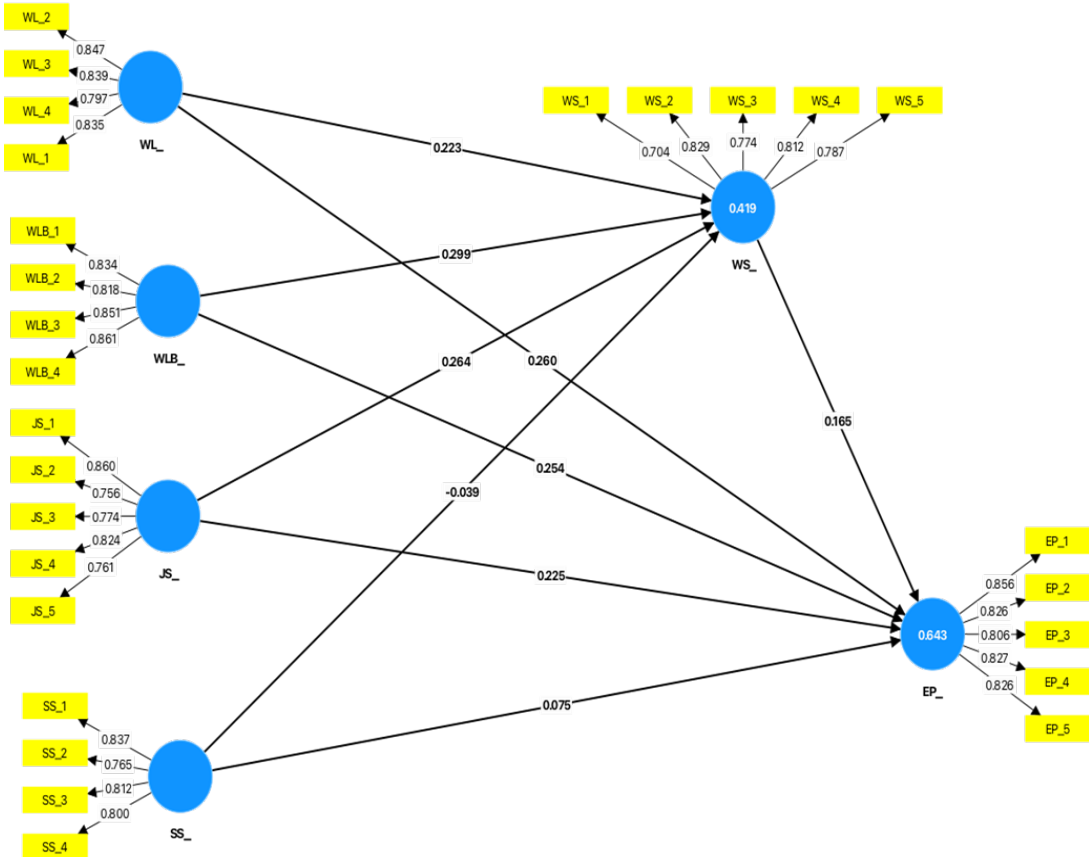 WL_2
WL_3
WL_4
WL_1
0.847
0.839
0.797
0.835
WL_
WLB_1
WLB_2
WLB_3
WLB_4
0.834
0.818
0.851
0.861
WLB_
JS_1
JS_2
JS_3
JS_4
JS_5
0.860
0.756
0.774
0.824
0.761
JS_
SS_1
SS_2
SS_3
SS_4
0.837
0.765
0.812
0.800
SS_
0.223
0.299
0.264
0.260
0.254
-0.039
0.225
0.075
0.165
WS_1
WS_2
WS_3
WS_4
WS_5
0.704
0.829
0.774
0.812
0.787
0.419
WS_
0.643
EP_
0.856
0.826
0.806
0.827
0.826
EP_1
EP_2
EP_3
EP_4
EP_5